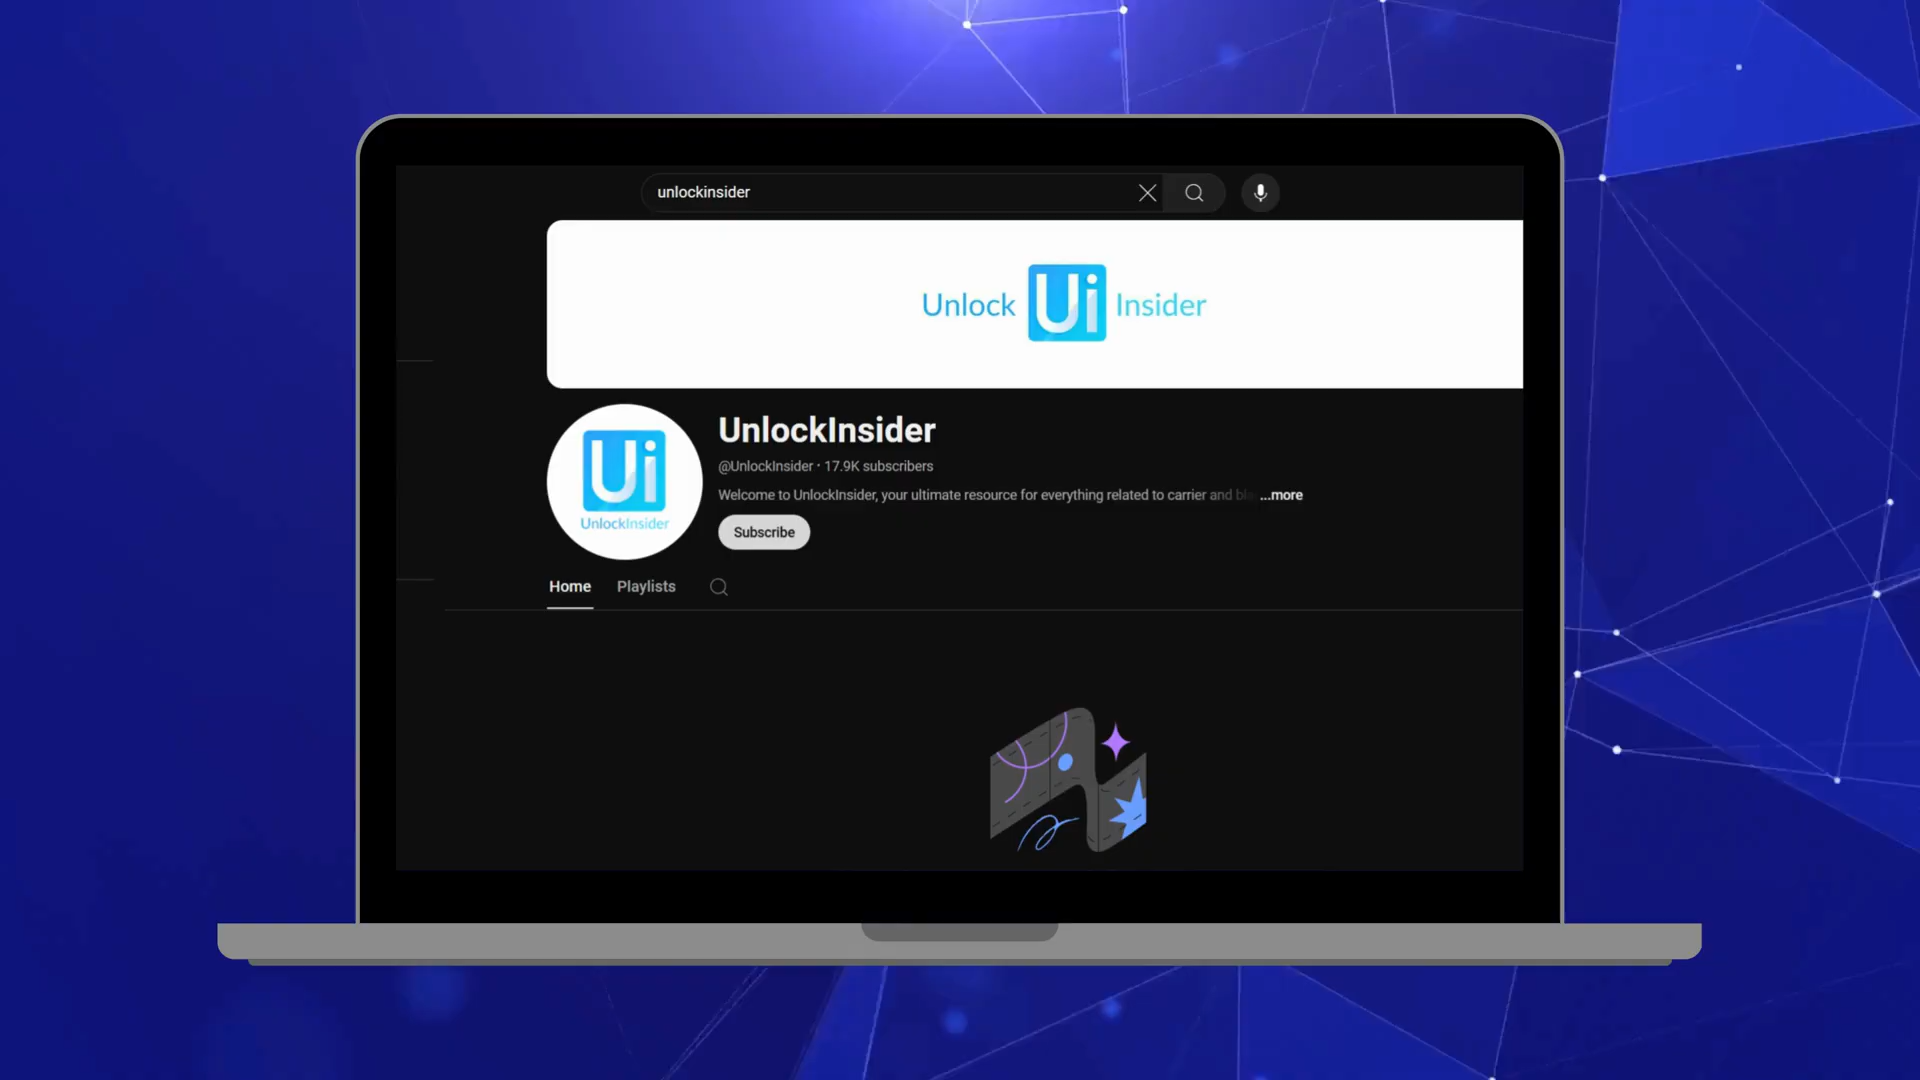 unlockinsider
Unlock Ui Insider
Ui
UnlockInsider
UnlockInsider
@UnlockInsider · 17.9K subscribers
Welcome to UnlockInsider, your ultimate resource for everything related to carrier and ...more
Subscribe
Home Playlists